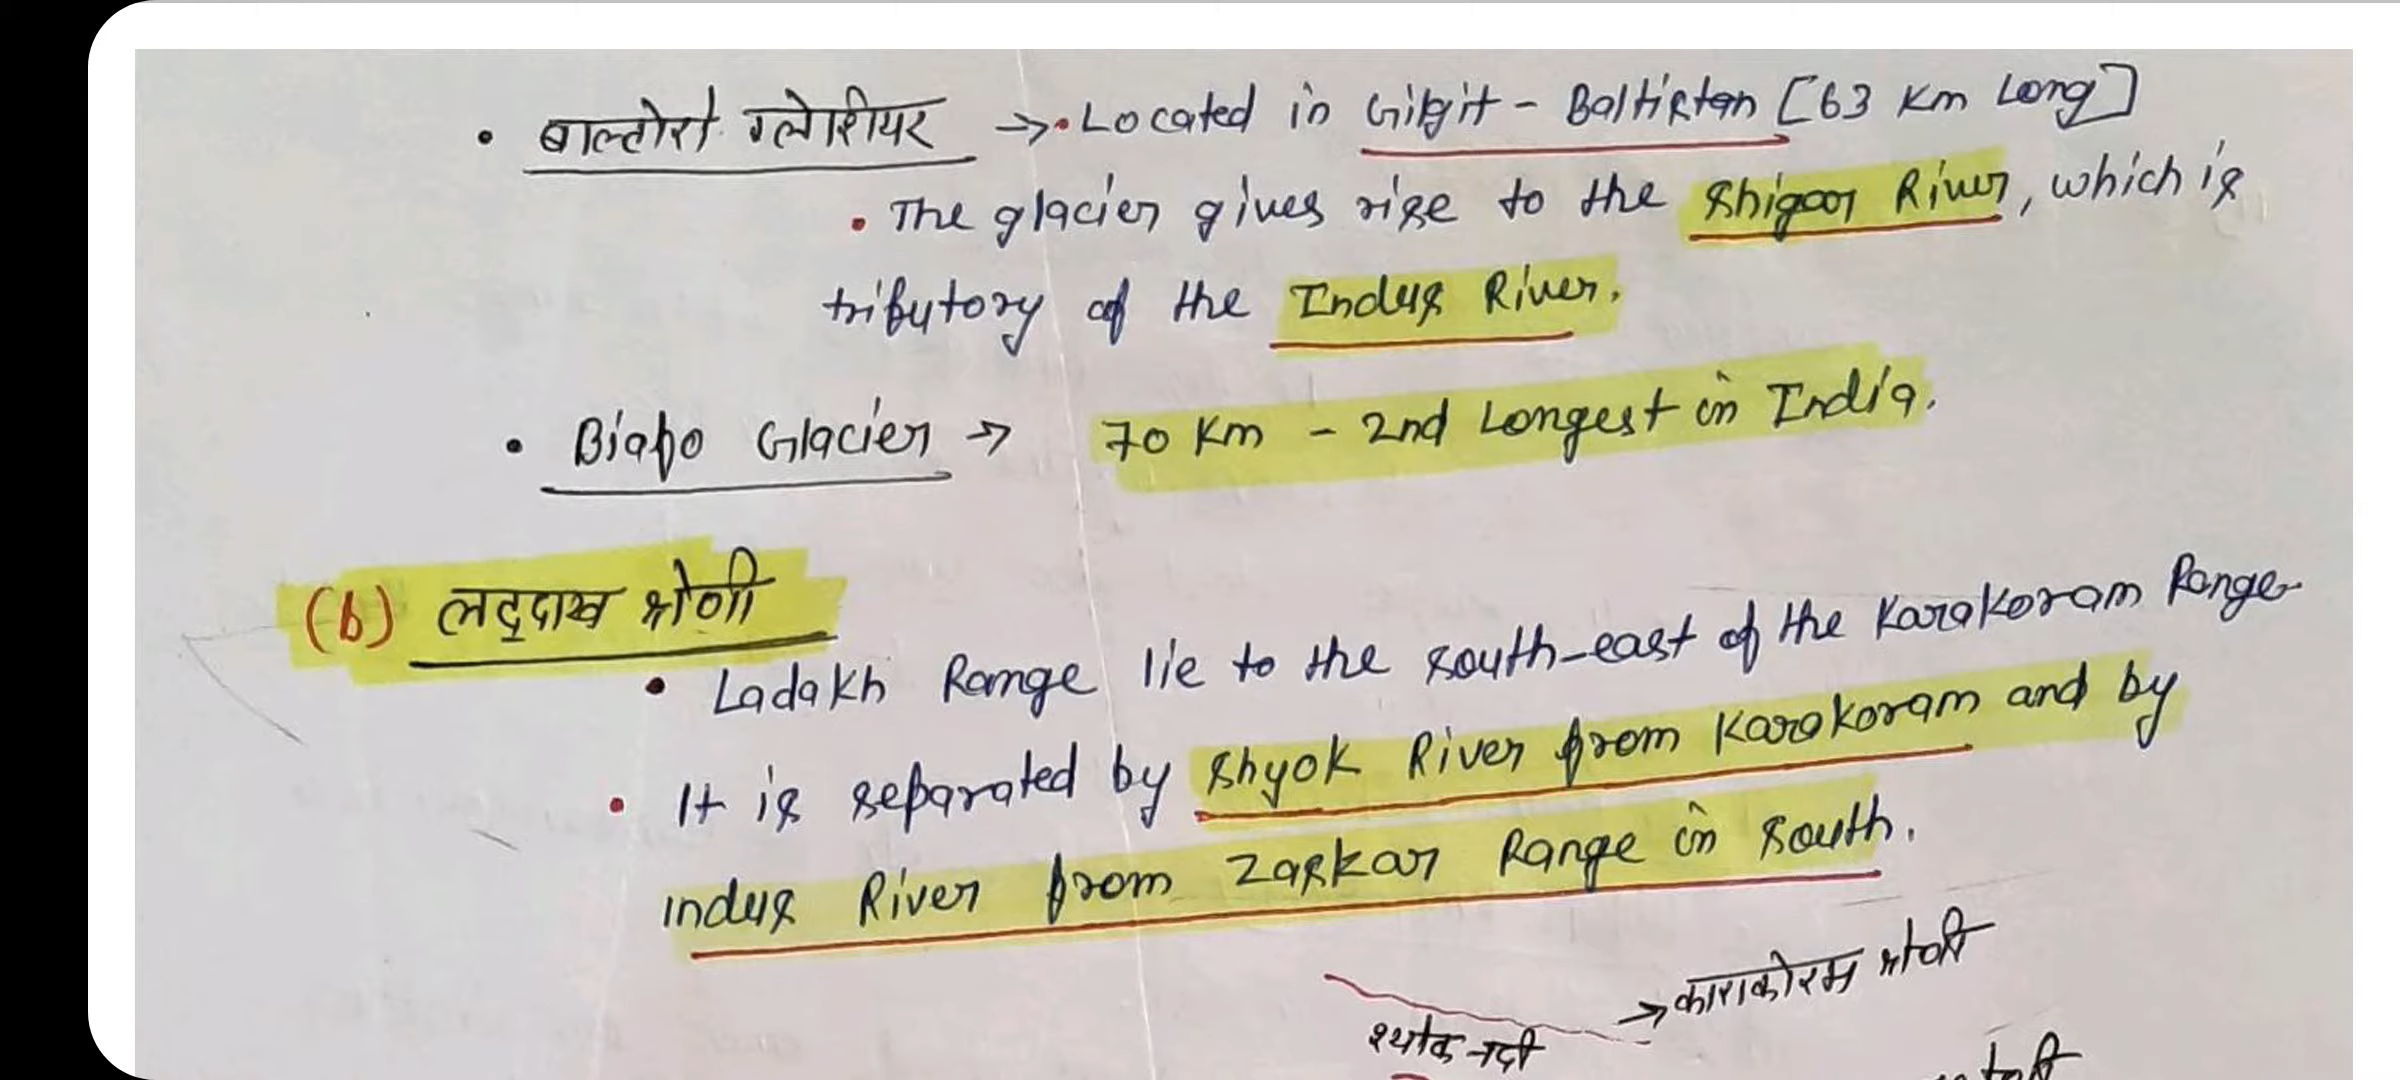 • बाल्टोरो ग्लेशीयर → • Located in Gilgit - Baltistan [63 Km Long]
• The glacier gives rise to the Shigar River, which is
tributory of the Indus River.
• Biafo Glacier → 70 Km - 2nd Longest in India.
(b) लद्दाख श्रेणी
• Ladakh Range lie to the south-east of the Karakoram Range
• It is separated by Shyok River from Karakoram and by
indus River from Zaskar Range in south.
→ काराकोरम श्रेणी
श्योक नदी